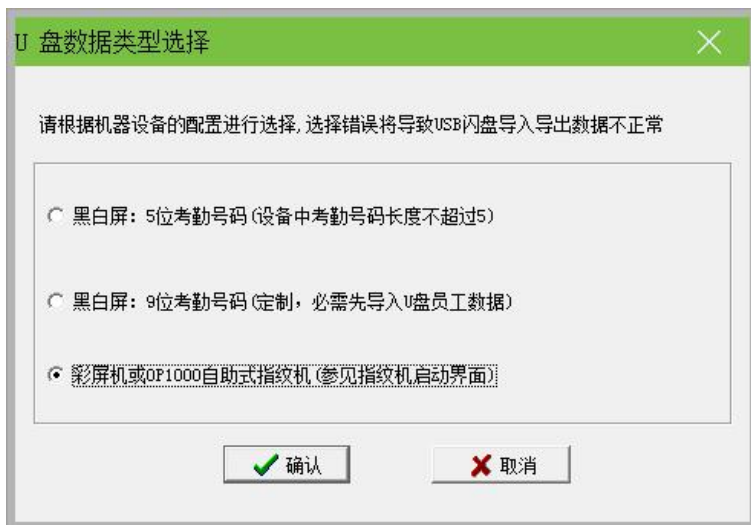 U 盘数据类型选择
请根据机器设备的配置进行选择,选择错误将导致USB闪盘导入导出数据不正常
黑白屏：5位考勤号码(设备中考勤号码长度不超过5)
黑白屏：9位考勤号码(定制，必需先导入U盘员工数据)
彩屏机或OP1000自助式指纹机(参见指纹机启动界面)
确认
取消